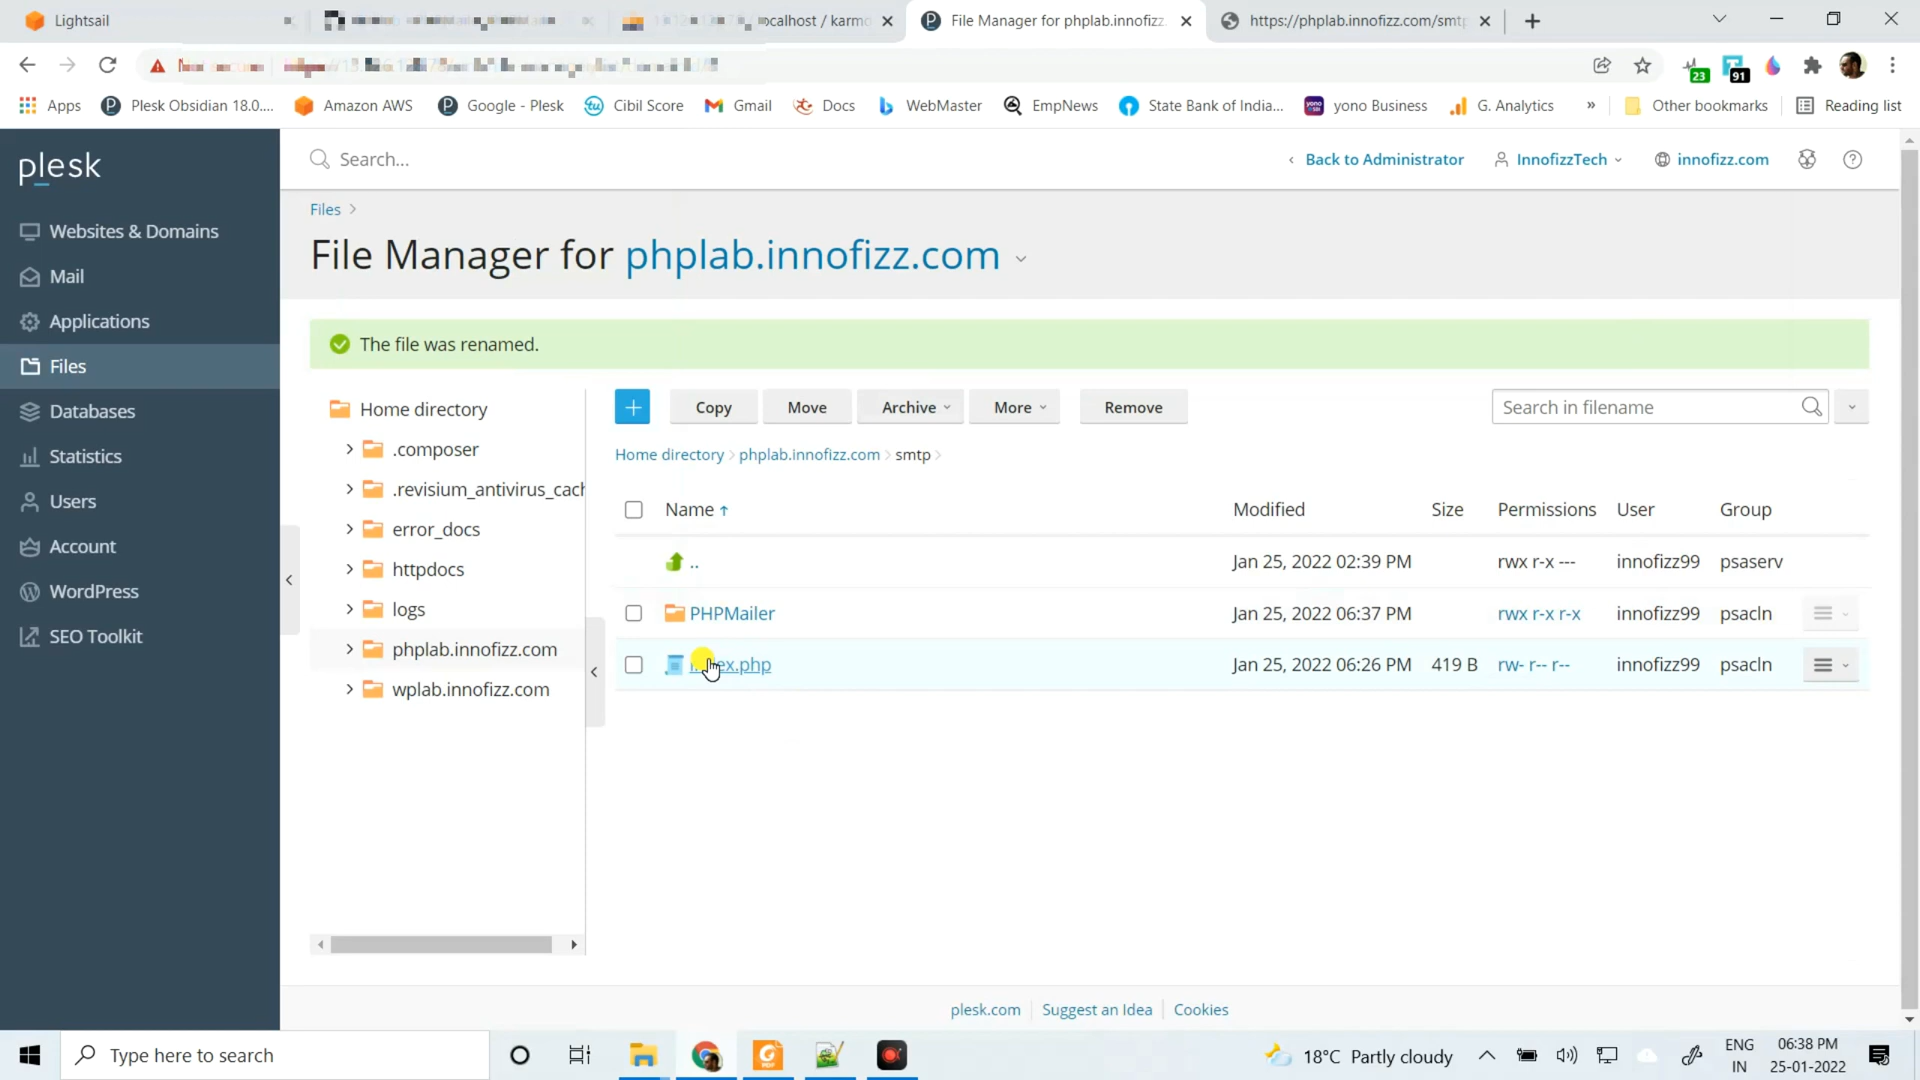 Lightsail
ocalhost / karmo
File Manager for phplab.innofizz.
https://phplab.innofizz.com/smtp
23
91
Apps
Plesk Obsidian 18.0....
Amazon AWS
Google - Plesk
Cibil Score
Gmail
Docs
WebMaster
EmpNews
State Bank of India...
yono Business
G. Analytics
»
Other bookmarks
Reading list
plesk
Search...
Back to Administrator
InnofizzTech
innofizz.com
Websites & Domains
Mail
Applications
Files
Databases
Statistics
Users
Account
WordPress
SEO Toolkit
Files >
File Manager for phplab.innofizz.com
The file was renamed.
Home directory
.composer
.revisium_antivirus_cach
error_docs
httpdocs
logs
phplab.innofizz.com
wplab.innofizz.com
+ Copy Move Archive More Remove
Search in filename
Home directory > phplab.innofizz.com > smtp >
Name ↑ Modified Size Permissions User Group
.. Jan 25, 2022 02:39 PM rwx r-x --- innofizz99 psaserv
PHPMailer Jan 25, 2022 06:37 PM rwx r-x r-x innofizz99 psacln
index.php Jan 25, 2022 06:26 PM 419 B rw- r-- r-- innofizz99 psacln
plesk.com Suggest an Idea Cookies
Type here to search
18°C Partly cloudy
ENG
IN
06:38 PM
25-01-2022